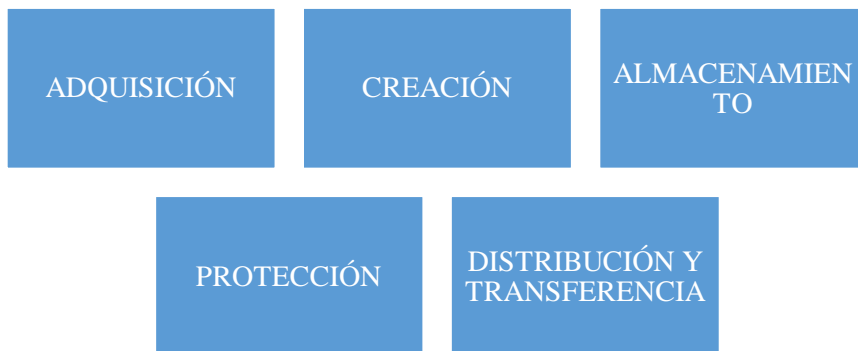 ADQUISICIÓN
CREACIÓN
ALMACENAMIEN
TO
PROTECCIÓN
DISTRIBUCIÓN Y
TRANSFERENCIA